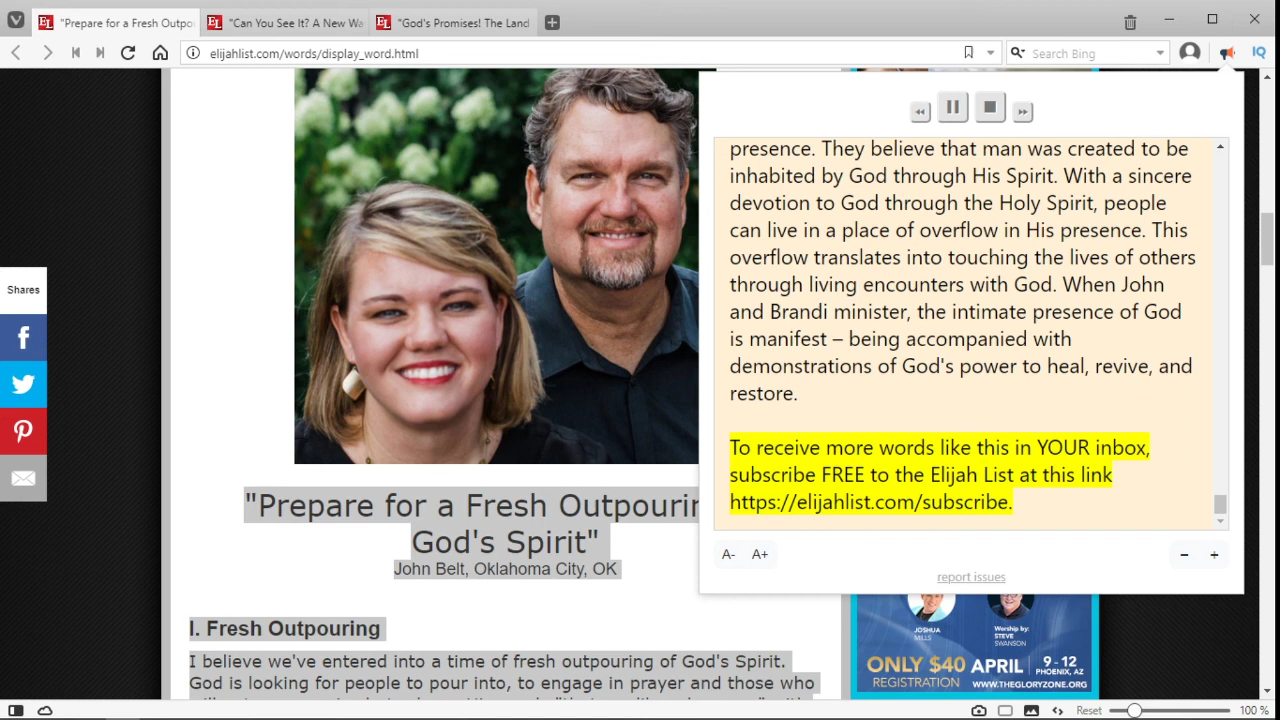 "Prepare for a Fresh Outpo
"Can You See It? A New Wa
"God's Promises! The Land
elijahlist.com/words/display_word.html
Search Bing
IQ
Shares
presence. They believe that man was created to be
inhabited by God through His Spirit. With a sincere
devotion to God through the Holy Spirit, people
can live in a place of overflow in His presence. This
overflow translates into touching the lives of others
through living encounters with God. When John
and Brandi minister, the intimate presence of God
is manifest – being accompanied with
demonstrations of God's power to heal, revive, and
restore.
To receive more words like this in YOUR inbox,
subscribe FREE to the Elijah List at this link
https://elijahlist.com/subscribe.
A- A+
- +
report issues
"Prepare for a Fresh Outpouri
God's Spirit"
John Belt, Oklahoma City, OK
I. Fresh Outpouring
I believe we've entered into a time of fresh outpouring of God's Spirit.
God is looking for people to pour into, to engage in prayer and those who
JOSHUA
MILLS
Worship by:
STEVE
SWANSON
ONLY $40
REGISTRATION
APRIL 9-12
PHOENIX, AZ
WWW.THEGLORYZONE.ORG
Reset
100 %